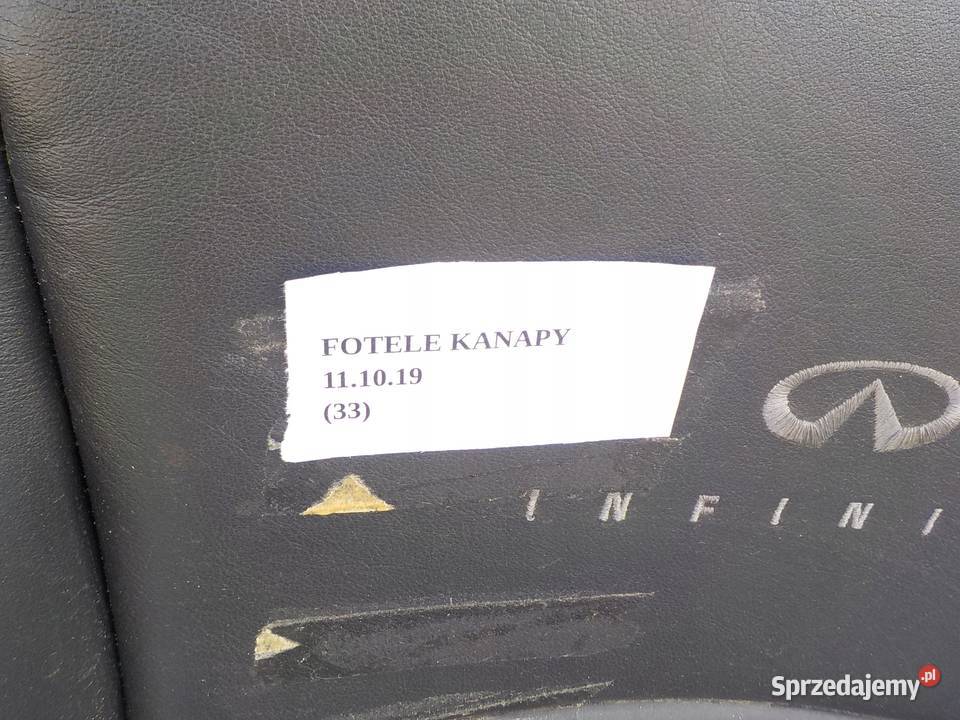 FOTELE KANAPY
11.10.19
(33)
INFINI
Sprzedajemy.pl